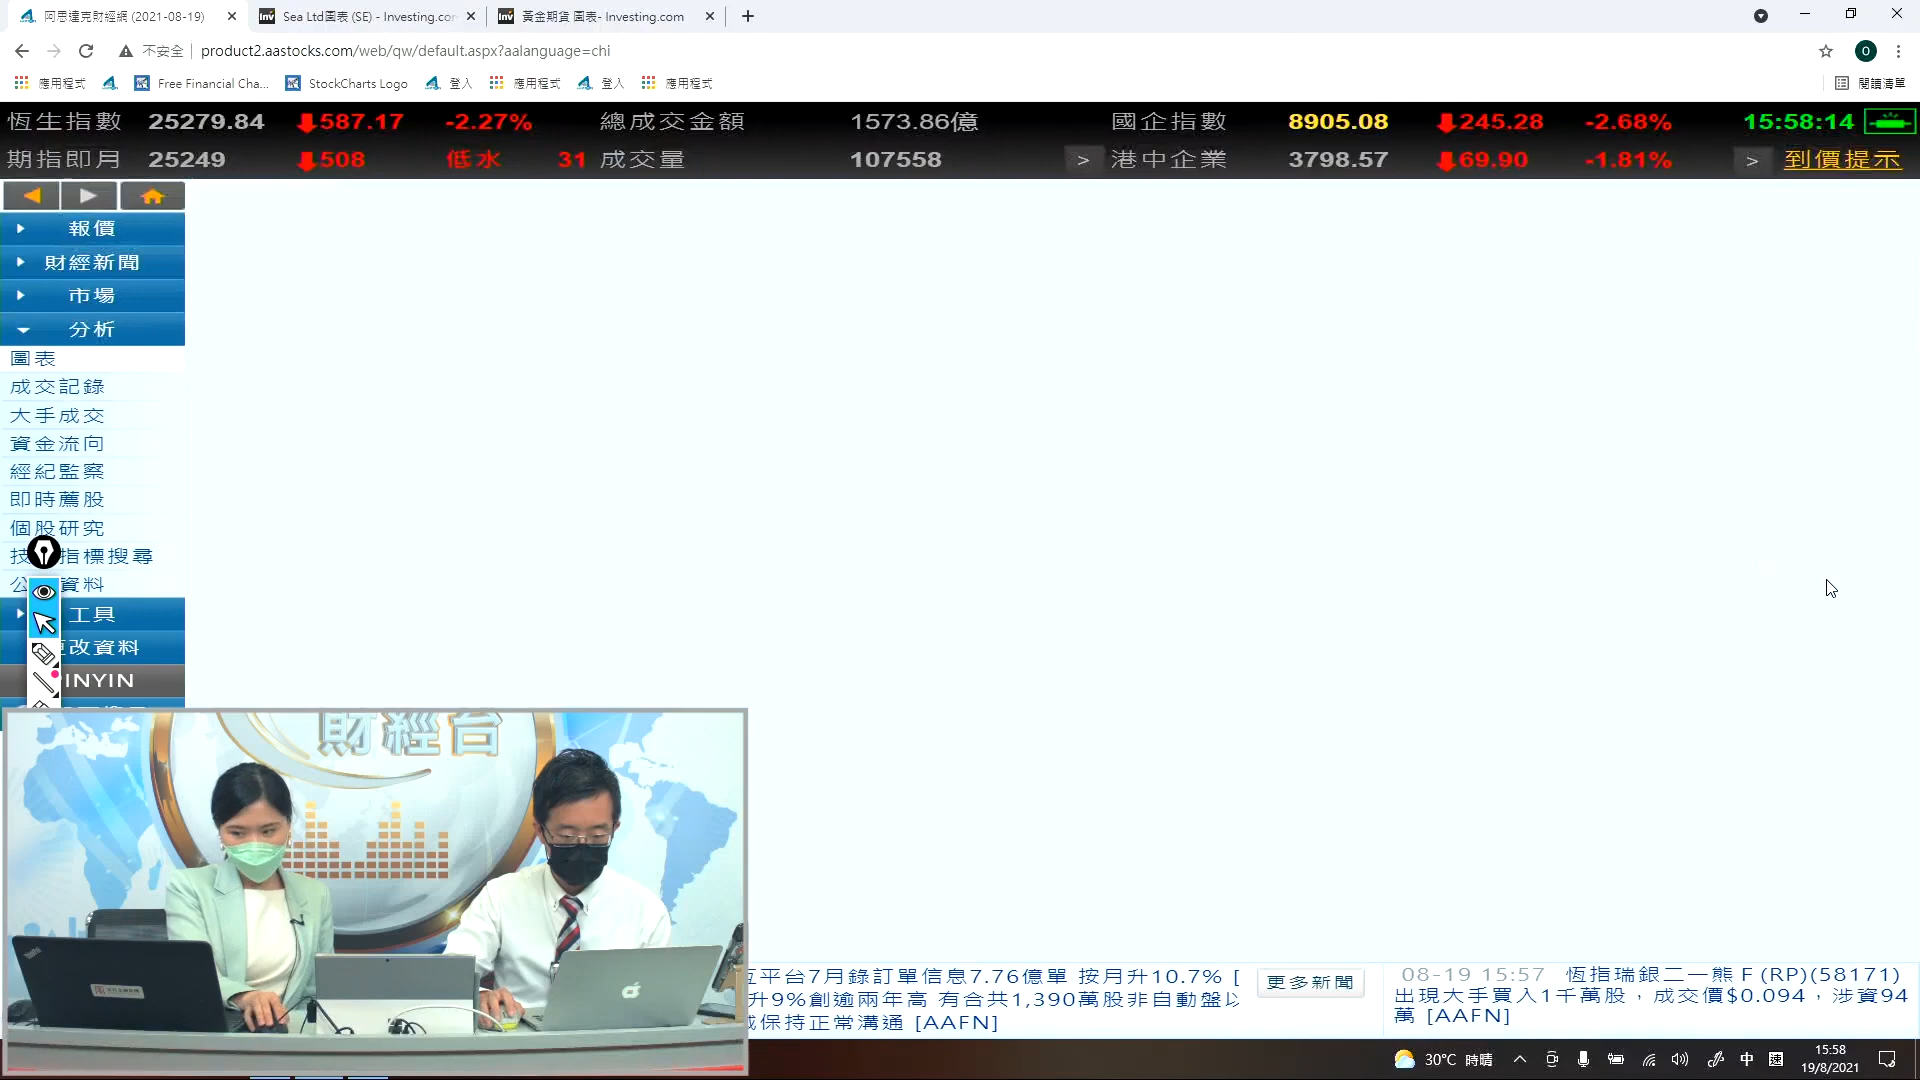 阿思達克財經網 (2021-08-19)
Sea Ltd圖表 (SE) - Investing.co
黃金期貨 圖表- Investing.com
不安全
product2.aastocks.com/web/qw/default.aspx?aalanguage=chi
O
應用程式
Free Financial Cha...
StockCharts Logo
登入
應用程式
登入
應用程式
閱讀清單
恆生指數 25279.84 587.17 -2.27% 總成交金額 1573.86億 國企指數 8905.08 245.28 -2.68% 15:58:14
期指即月 25249 508 低水 31 成交量 107558 > 港中企業 3798.57 69.90 -1.81% > 到價提示
報價
財經新聞
市場
分析
圖表
成交記錄
大手成交
資金流向
經紀監察
即時薦股
個股研究
技 指標搜尋
公 資料
工具
改資料
INYIN
財經台
ThinkPad
平台7月錄訂單信息7.76億單 按月升10.7% [
升9%創逾兩年高 有合共1,390萬股非自動盤以
保持正常溝通 [AAFN]
更多新聞
08-19 15:57 恆指瑞銀二一熊F (RP)(58171)
出現大手買入1千萬股，成交價$0.094，涉資94
萬 [AAFN]
30°C 時晴
中
速
15:58
19/8/2021